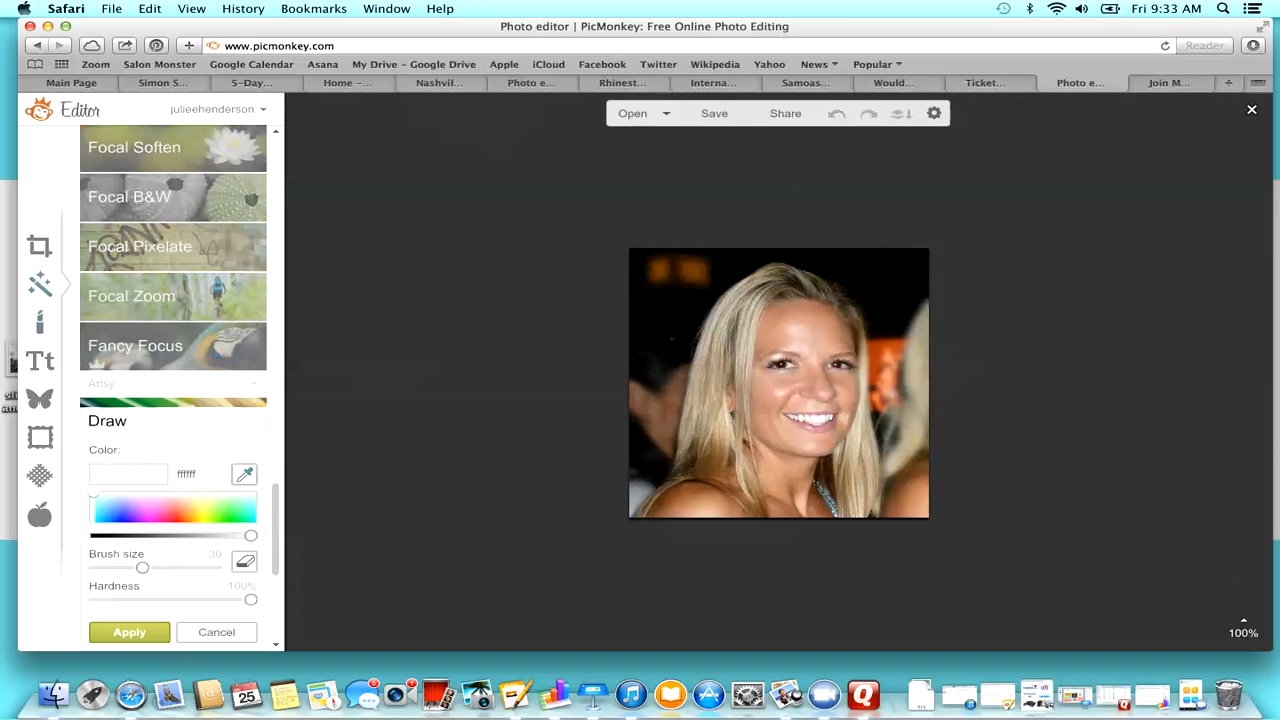 Safari File Edit View History Bookmarks Window Help Fri 9:33 AM
Photo editor | PicMonkey: Free Online Photo Editing
www.picmonkey.com Reader
Zoom Salon Monster Google Calendar Asana My Drive – Google Drive Apple iCloud Facebook Twitter Wikipedia Yahoo News Popular
Main Page Simon S... 5-Day... Home –... Nashvil... Photo e... Rhinest... Interna... Samoas... Would... Ticket... Photo e... Join M...
Editor julieehenderson
Open Save Share
Focal Soften
Focal B&W
Focal Pixelate
Focal Zoom
Fancy Focus
Artsy
Draw
Color:
ffffff
Brush size 30
Hardness 100%
Apply Cancel
100%
Tt
25